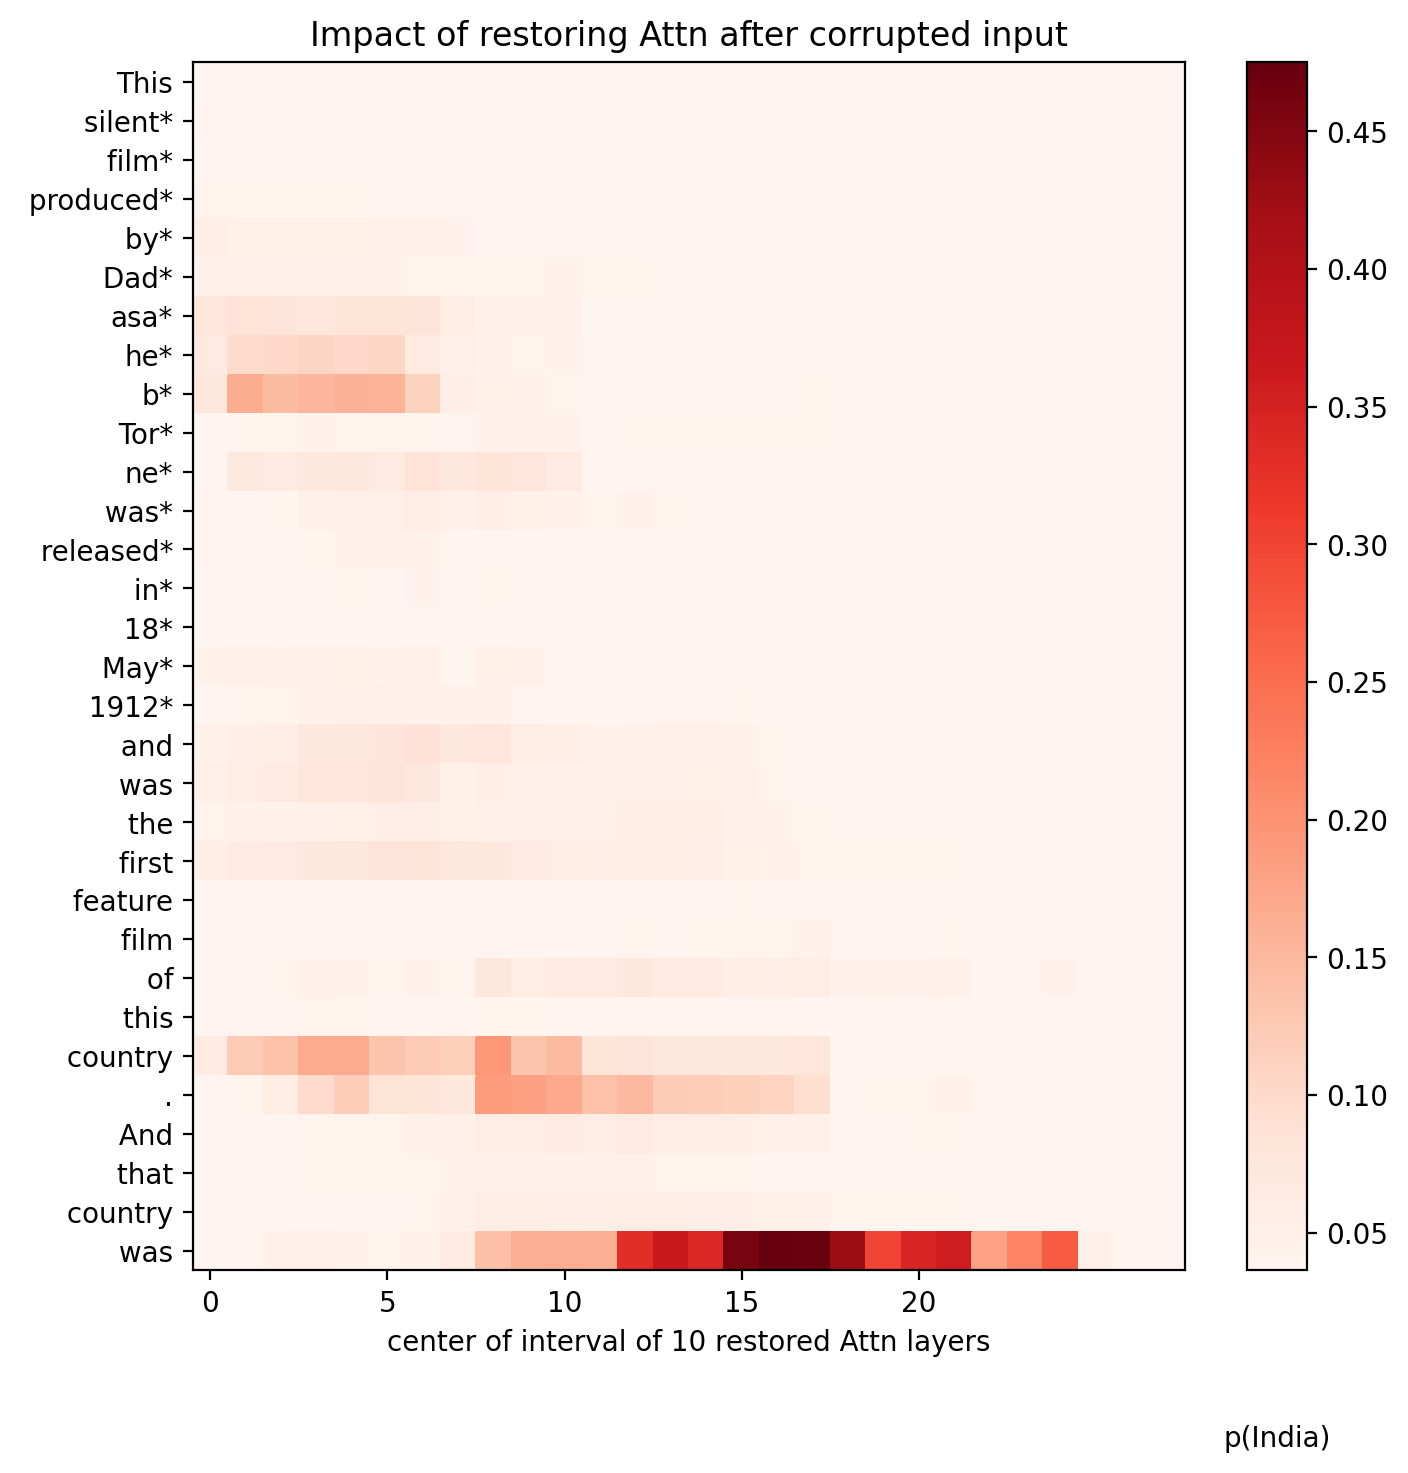 Impact of restoring Attn after corrupted input
This
silent*
film*
produced*
by*
Dad*
asa*
he*
b*
Tor*
ne*
was*
released*
in*
18*
May*
1912*
and
was
the
first
feature
film
of
this
country
.
And
that
country
was
0 5 10 15 20
center of interval of 10 restored Attn layers
0.45
0.40
0.35
0.30
0.25
0.20
0.15
0.10
0.05
p(India)